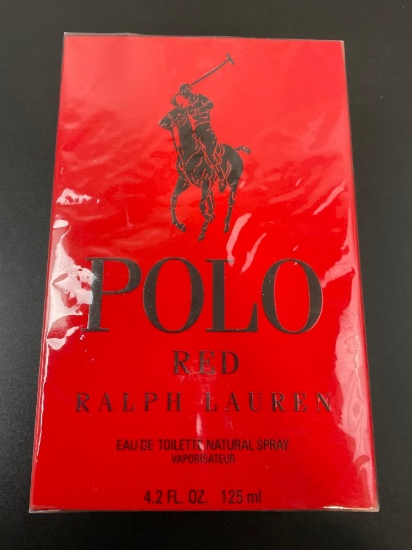 POLO
RED
RALPH LAUREN
EAU DE TOILETTE NATURAL SPRAY
VAPORISATEUR
4.2 FL. OZ. 125 ml